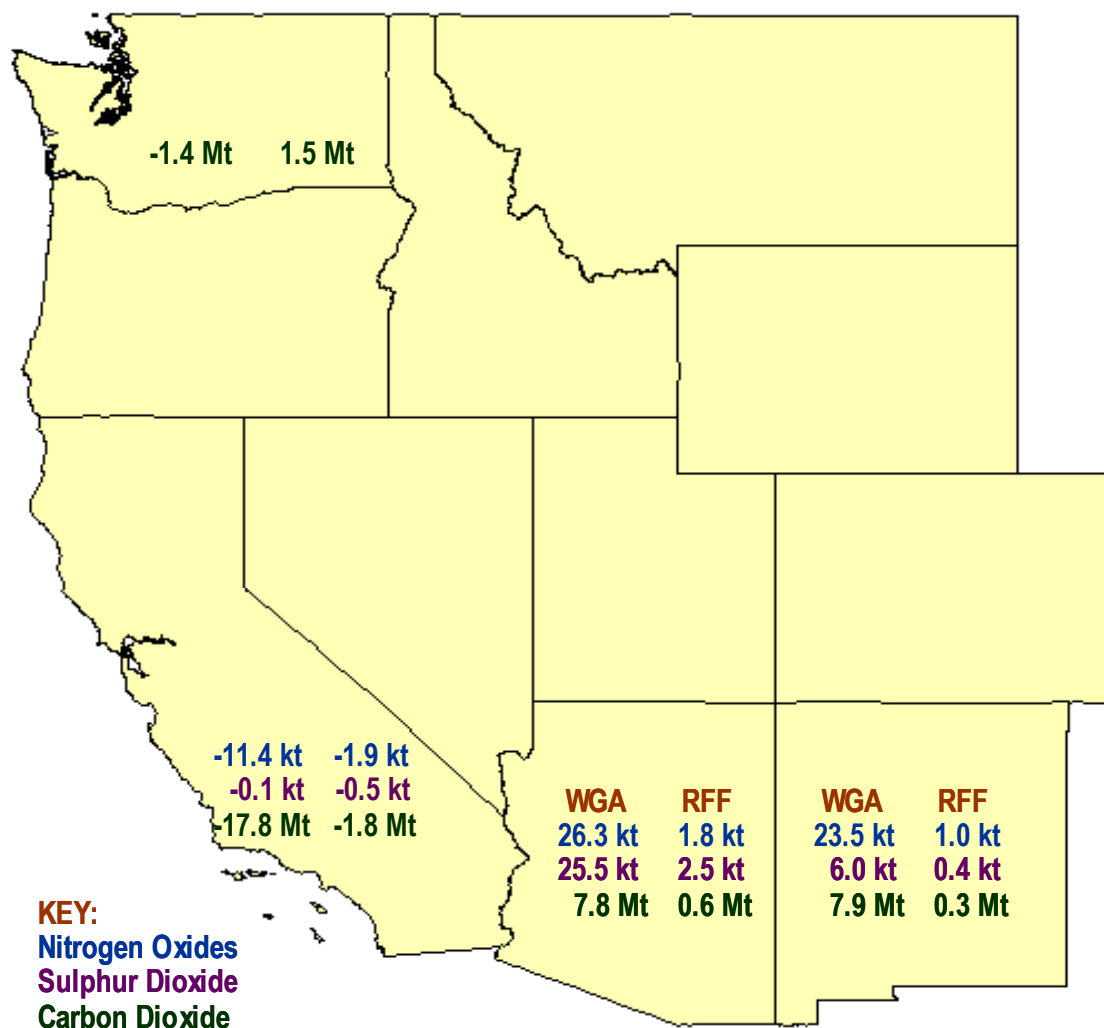 -1.4 Mt 1.5 Mt
-11.4 kt -1.9 kt
-0.1 kt -0.5 kt
-17.8 Mt -1.8 Mt
WGA RFF
26.3 kt 1.8 kt
25.5 kt 2.5 kt
7.8 Mt 0.6 Mt
WGA RFF
23.5 kt 1.0 kt
6.0 kt 0.4 kt
7.9 Mt 0.3 Mt
KEY:
Nitrogen Oxides
Sulphur Dioxide
Carbon Dioxide